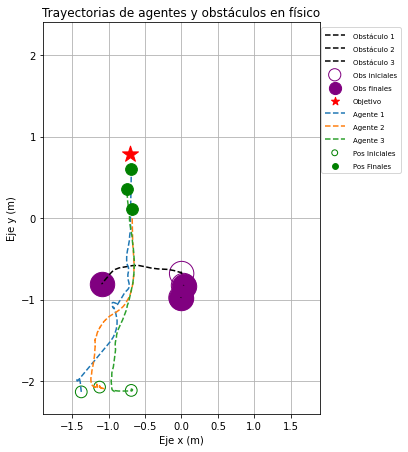 Trayectorias de agentes y obstáculos en físico
Obstáculo 1
Obstáculo 2
Obstáculo 3
Obs iniciales
Obs finales
Objetivo
Agente 1
Agente 2
Agente 3
Pos Iniciales
Pos Finales
Eje y (m)
2
1
0
−1
−2
−1.5
−1.0
−0.5
0.0
0.5
1.0
1.5
Eje x (m)